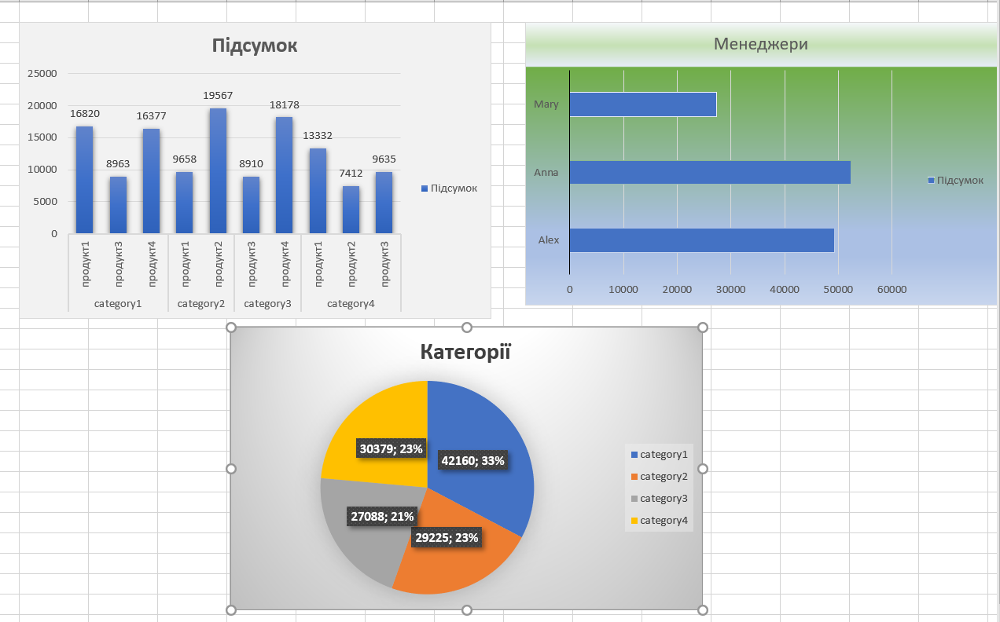 Підсумок
25000
20000
15000
10000
5000
0
16820
8963
16377
9658
19567
8910
18178
13332
7412
9635
продукт1
продукт3
продукт4
продукт1
продукт2
продукт3
продукт4
продукт1
продукт2
продукт3
category1
category2
category3
category4
Підсумок
Менеджери
Mary
Anna
Alex
0 10000 20000 30000 40000 50000 60000
Підсумок
Категорії
30379; 23%
42160; 33%
27088; 21%
29225; 23%
category1
category2
category3
category4